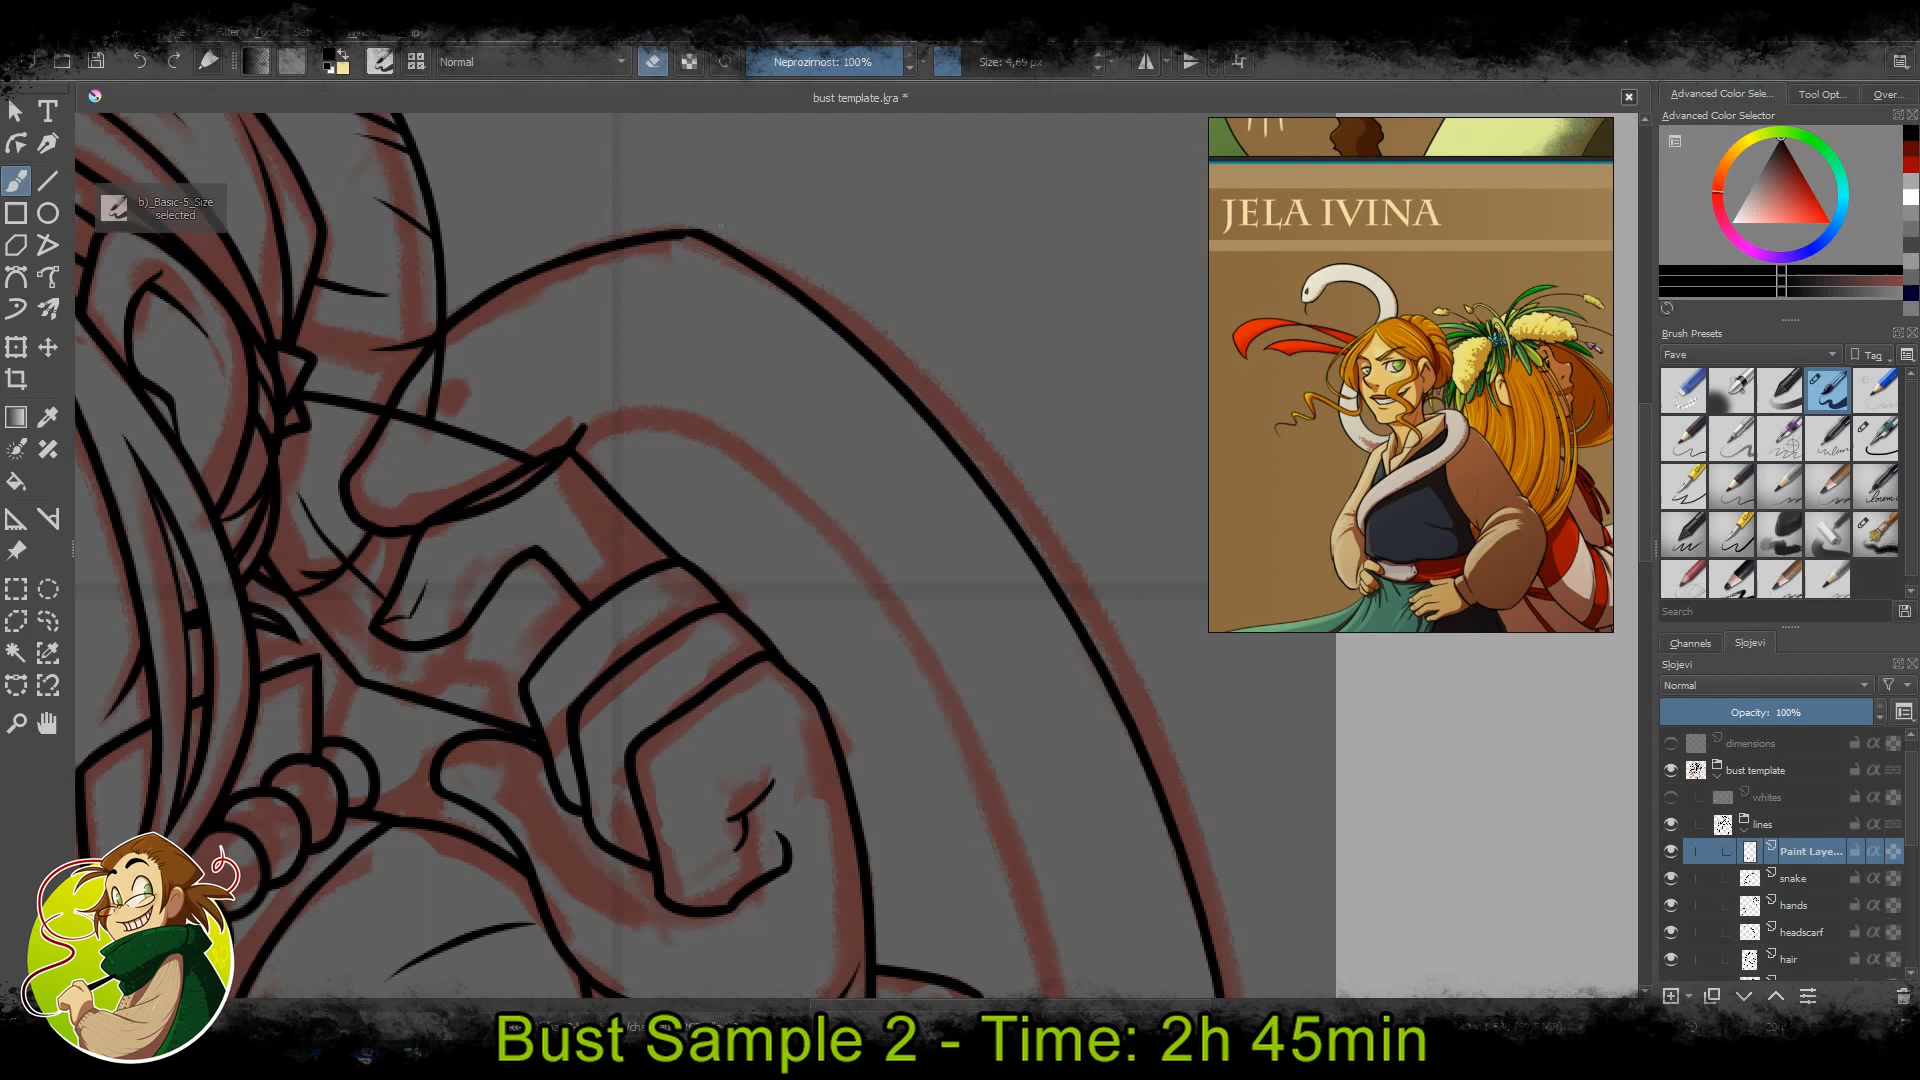 Filter
Normal
Neprozirnost: 100%
Size: 4,69 px
bust template.kra *
Advanced Color Sele...
Tool Opt...
Over...
Advanced Color Selector
b)_Basic-5_Size
selected
JELA IVINA
Brush Presets
Fave
Tag
Search
Channels
Slojevi
Slojevi
Normal
Opacity: 100%
dimensions
bust template
whites
lines
Paint Laye...
snake
hands
headscarf
hair
Bust Sample 2 - Time: 2h 45min